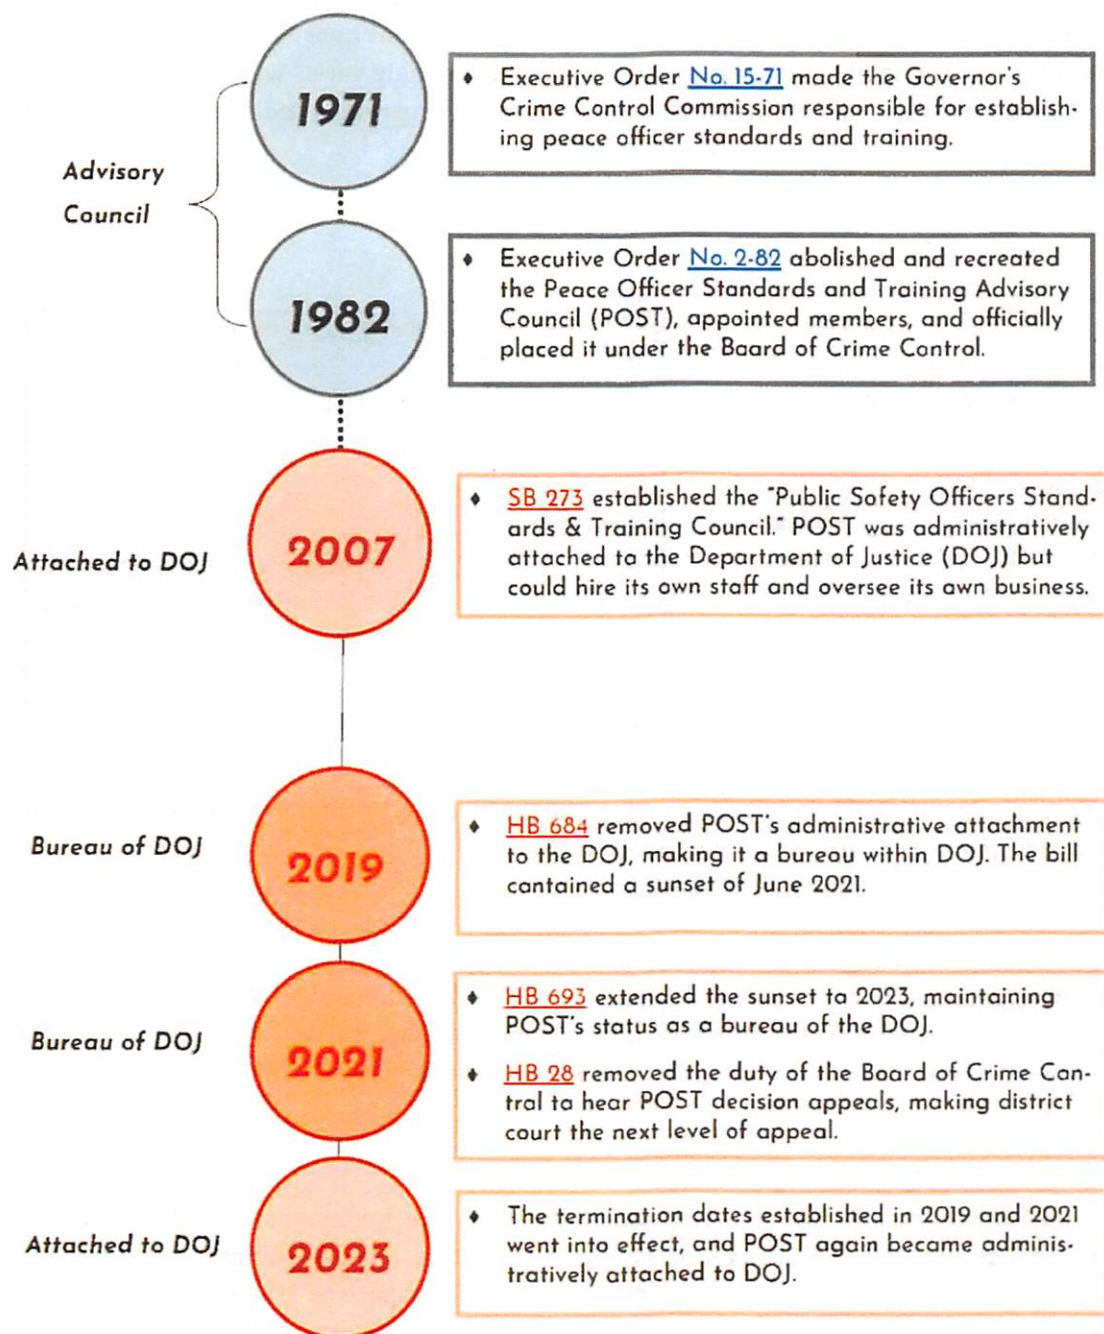 1971
♦ Executive Order No. 15-71 made the Governor's
Crime Control Commission responsible for establish-
ing peace officer standards and training.
Advisory
Council
1982
♦ Executive Order No. 2-82 abolished and recreated
the Peace Officer Standards and Training Advisory
Council (POST), appointed members, and officially
placed it under the Board of Crime Control.
Attached to DOJ
2007
♦ SB 273 established the "Public Safety Officers Stand-
ards & Training Council." POST was administratively
attached to the Department of Justice (DOJ) but
could hire its own staff and oversee its own business.
Bureau of DOJ
2019
♦ HB 684 removed POST's administrative attachment
to the DOJ, making it a bureau within DOJ. The bill
contained a sunset of June 2021.
Bureau of DOJ
2021
♦ HB 693 extended the sunset to 2023, maintaining
POST's status as a bureau of the DOJ.
♦ HB 28 removed the duty of the Board of Crime Con-
trol to hear POST decision appeals, making district
court the next level of appeal.
Attached to DOJ
2023
♦ The termination dates established in 2019 and 2021
went into effect, and POST again became adminis-
tratively attached to DOJ.